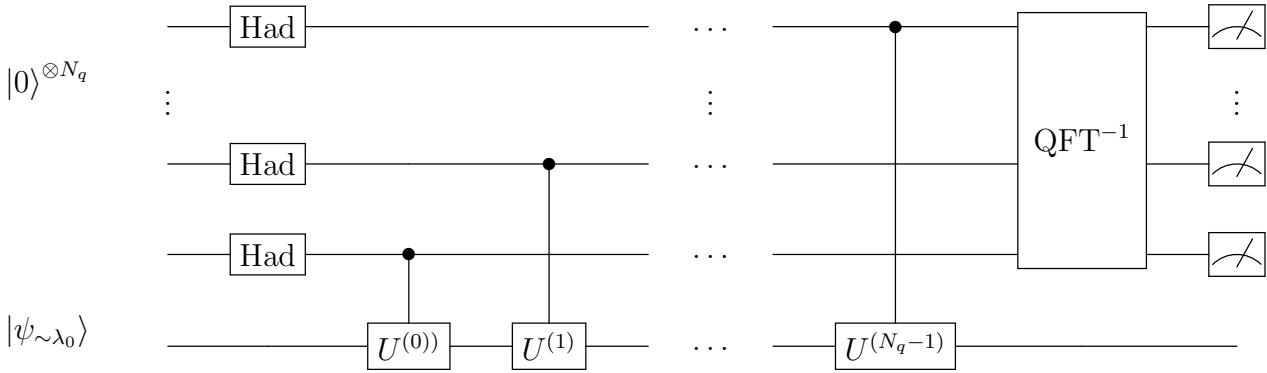 Had ...
|0⟩^{⊗N_q}
⋮ ⋮ QFT^{−1} ⋮
Had ...
Had ...
|ψ_{∼λ_0}⟩ U^{(0))} U^{(1)} ... U^{(N_q−1)}